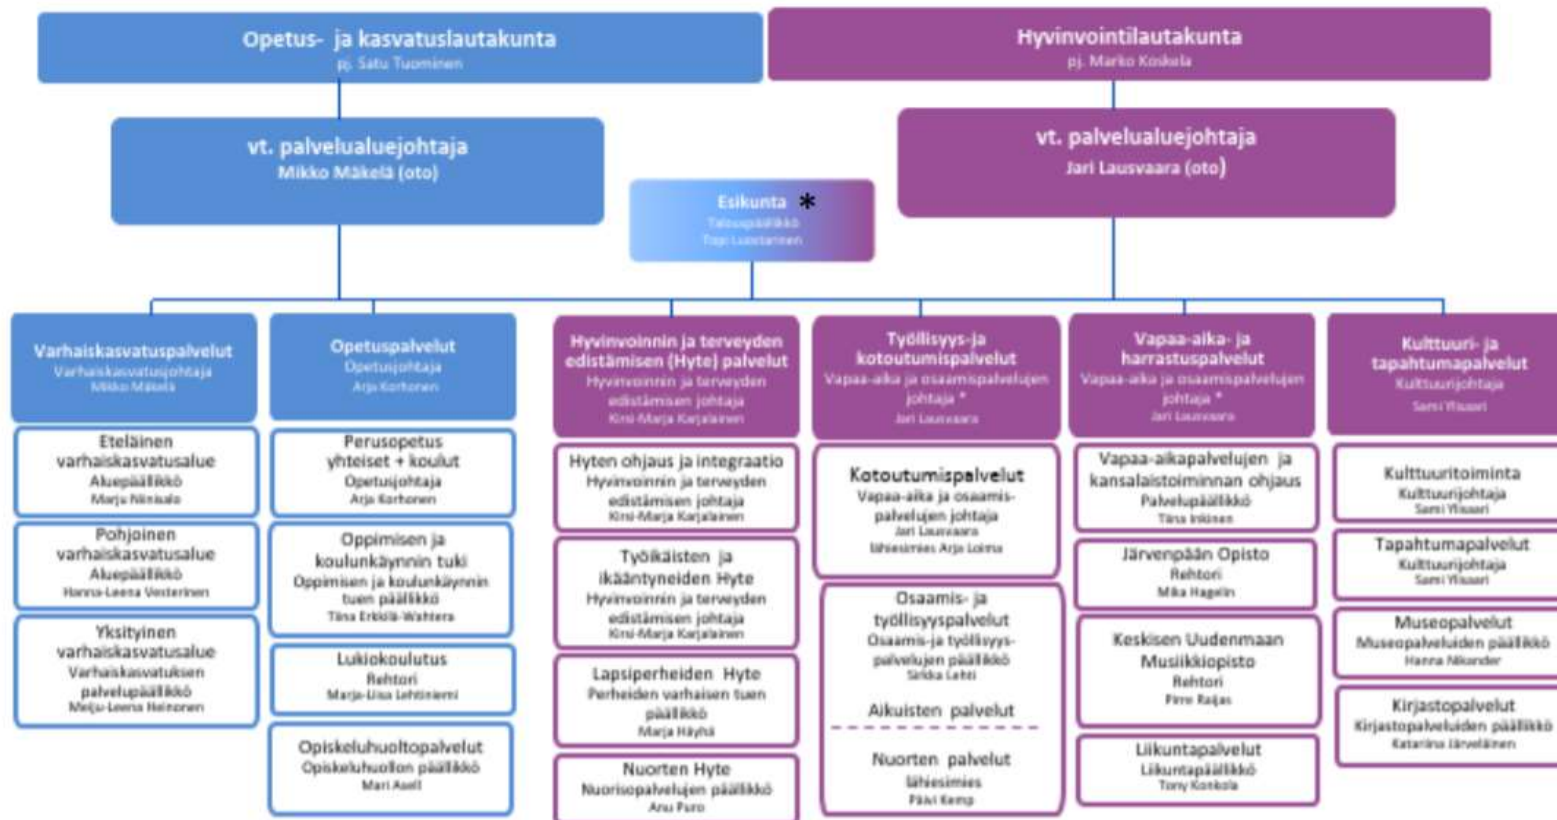 Opetus- ja kasvatuslautakunta
pj. Satu Tuominen
Hyvinvointilautakunta
pj. Marko Koskela
vt. palvelualuejohtaja
Mikko Mäkelä (oto)
vt. palvelualuejohtaja
Jari Lausvaara (oto)
Esikunta *
Talouspäällikkö
Topi Luostarinen
Varhaiskasvatuspalvelut
Varhaiskasvatusjohtaja
Mikko Mäkelä
Eteläinen
varhaiskasvatusalue
Aluepäällikkö
Marju Niinisalo
Pohjoinen
varhaiskasvatusalue
Aluepäällikkö
Hanna-Leena Vesterinen
Yksityinen
varhaiskasvatusalue
Varhaiskasvatuksen
palvelupäällikkö
Meiju-Leena Heinonen
Opetuspalvelut
Opetusjohtaja
Arja Korhonen
Perusopetus
yhteiset + koulut
Opetusjohtaja
Arja Korhonen
Oppimisen ja
koulunkäynnin tuki
Oppimisen ja koulunkäynnin
tuen päällikkö
Tiina Erkkilä-Wahtera
Lukiokoulutus
Rehtori
Marja-Liisa Lehtiniemi
Opiskeluhuoltopalvelut
Opiskeluhuollon päällikkö
Mari Asell
Hyvinvoinnin ja terveyden
edistämisen (Hyte) palvelut
Hyvinvoinnin ja terveyden
edistämisen johtaja
Kirsi-Marja Karjalainen
Hyten ohjaus ja integraatio
Hyvinvoinnin ja terveyden
edistämisen johtaja
Kirsi-Marja Karjalainen
Työikäisten ja
ikääntyneiden Hyte
Hyvinvoinnin ja terveyden
edistämisen johtaja
Kirsi-Marja Karjalainen
Lapsiperheiden Hyte
Perheiden varhaisen tuen
päällikkö
Marja Häyhä
Nuorten Hyte
Nuorisopalvelujen päällikkö
Anu Puro
Työllisyys-ja
kotoutumispalvelut
Vapaa-aika ja osaamispalvelujen
johtaja *
Jari Lausvaara
Kotoutumispalvelut
Vapaa-aika ja osaamis-
palvelujen johtaja
Jari Lausvaara
lähiesimies Arja Loima
Osaamis- ja
työllisyyspalvelut
Osaamis-ja työllisyys-
palvelujen päällikkö
Sirkka Lehti
Aikuisten palvelut
Nuorten palvelut
lähiesimies
Päivi Kemp
Vapaa-aika- ja
harrastuspalvelut
Vapaa-aika ja osaamispalvelujen
johtaja *
Jari Lausvaara
Vapaa-aikapalvelujen ja
kansalaistoiminnan ohjaus
Palvelupäällikkö
Tiina Inkinen
Järvenpään Opisto
Rehtori
Mika Hagelin
Keskisen Uudenmaan
Musiikkiopisto
Rehtori
Pirre Raijas
Liikuntapalvelut
Liikuntapäällikkö
Tony Konkola
Kulttuuri- ja
tapahtumapalvelut
Kulttuurijohtaja
Sami Ylisaari
Kulttuuritoiminta
Kulttuurijohtaja
Sami Ylisaari
Tapahtumapalvelut
Kulttuurijohtaja
Sami Ylisaari
Museopalvelut
Museopalveluiden päällikkö
Hanna Nikander
Kirjastopalvelut
Kirjastopalveluiden päällikkö
Katariina Järveläinen